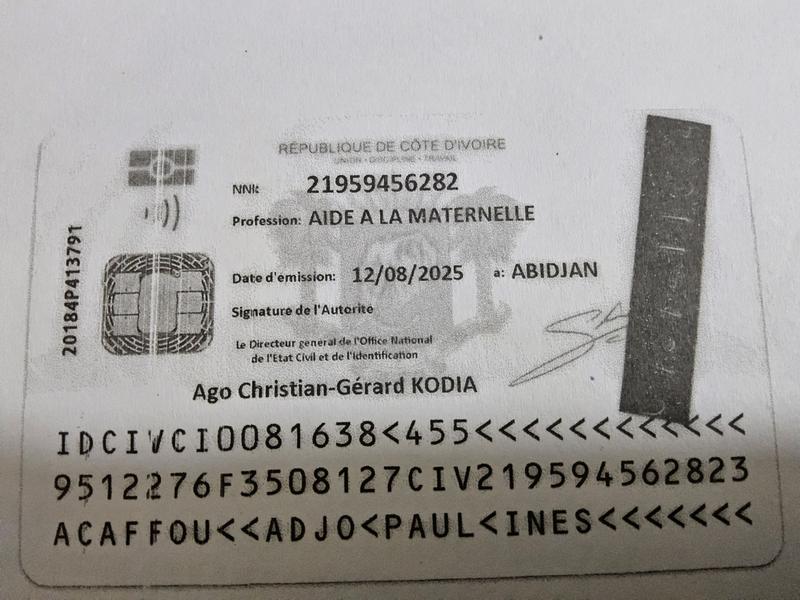 RÉPUBLIQUE DE CÔTE D'IVOIRE
UNION - DISCIPLINE - TRAVAIL
NNI: 21959456282
Profession: AIDE A LA MATERNELLE
20184P413791
Date d'émission: 12/08/2025 a: ABIDJAN
Signature de l'Autorite
Le Directeur general de l'Office National
de l'Etat Civil et de l'Identification
Ago Christian-Gérard KODIA
IDCIVCI0081638<455<<<<<<<<<<<<
9512276F3508127CIV219594562823
ACAFFOU<<ADJO<PAUL<INES<<<<<<<